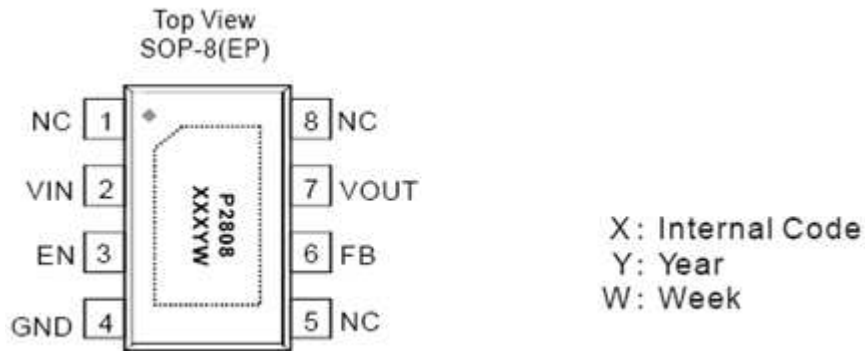 Top View
SOP-8(EP)
NC 1
8 NC
VIN 2
7 VOUT
EN 3
6 FB
GND 4
5 NC
P2808
XXXYW
X: Internal Code
Y: Year
W: Week